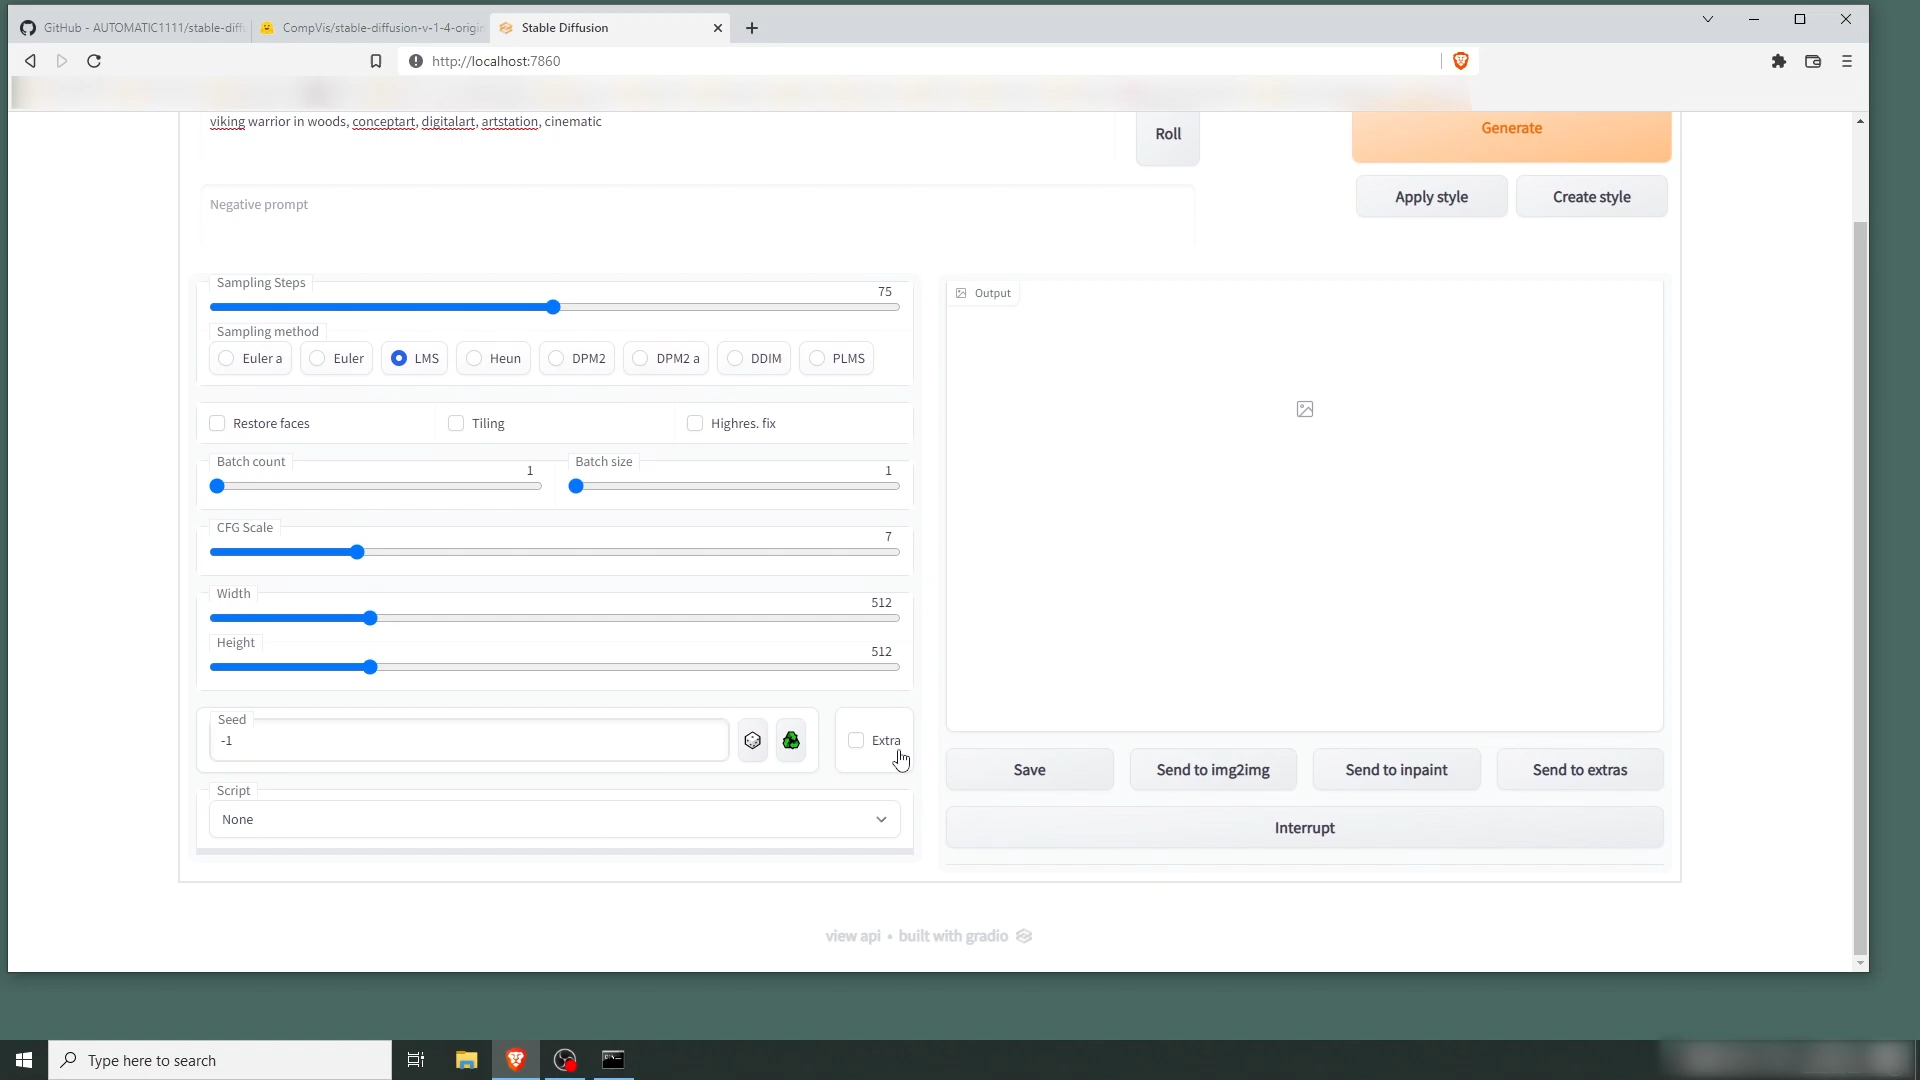 GitHub - AUTOMATIC1111/stable-diff
CompVis/stable-diffusion-v-1-4-origin
Stable Diffusion
http://localhost:7860
viking warrior in woods, conceptart, digitalart, artstation, cinematic
Roll
Generate
Negative prompt
Apply style
Create style
Sampling Steps
75
Output
Sampling method
Euler a
Euler
LMS
Heun
DPM2
DPM2 a
DDIM
PLMS
Restore faces
Tiling
Highres. fix
Batch count
1
Batch size
1
CFG Scale
7
Width
512
Height
512
Seed
-1
Extra
Save
Send to img2img
Send to inpaint
Send to extras
Script
None
Interrupt
view api • built with gradio
Type here to search